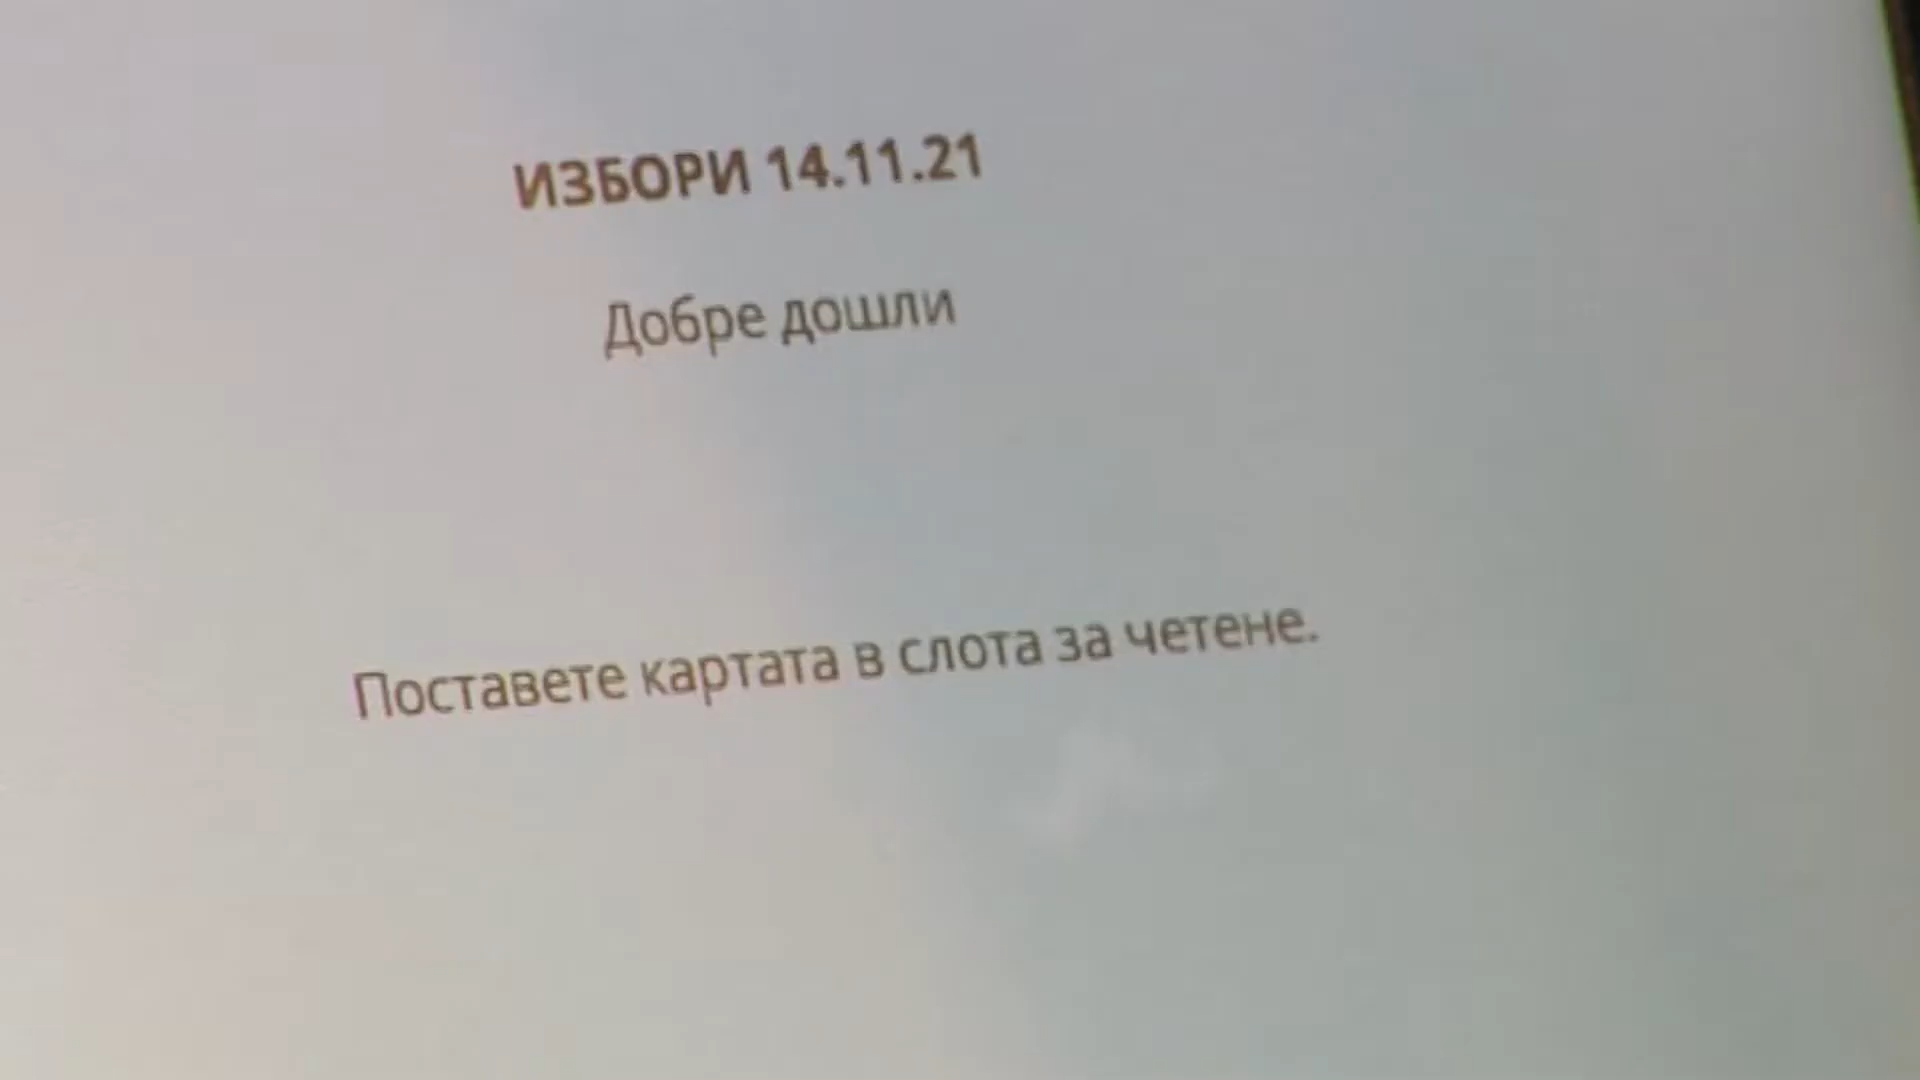 ИЗБОРИ 14.11.21
Добре дошли
Поставете картата в слота за четене.